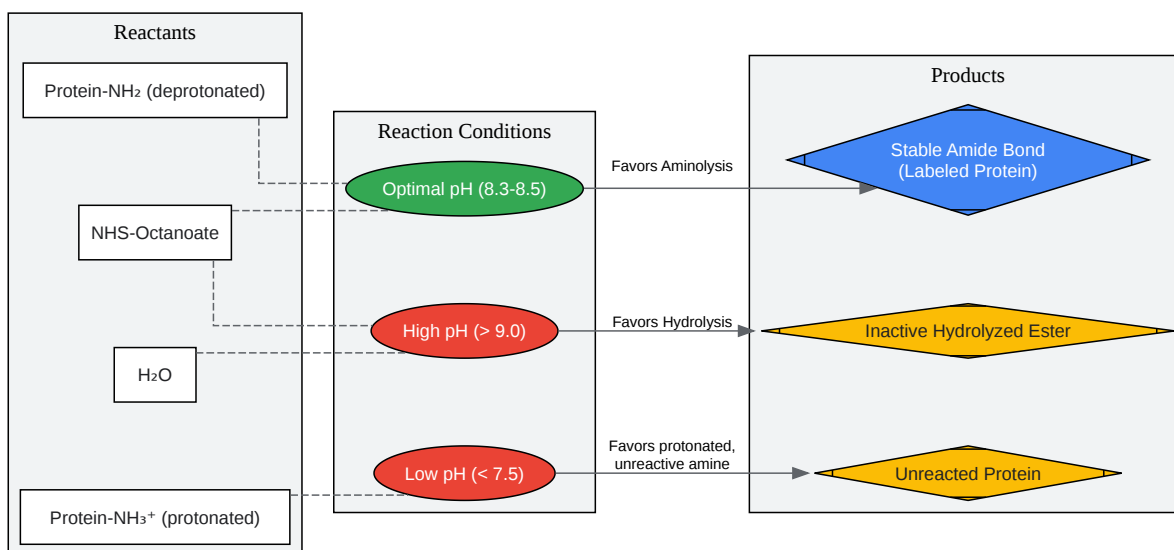 Reactants
Protein-NH₂ (deprotonated)
NHS-Octanoate
H₂O
Protein-NH₃⁺ (protonated)
Reaction Conditions
Optimal pH (8.3-8.5)
High pH (> 9.0)
Low pH (< 7.5)
Favors Aminolysis
Favors Hydrolysis
Favors protonated,
unreactive amine
Products
Stable Amide Bond
(Labeled Protein)
Inactive Hydrolyzed Ester
Unreacted Protein